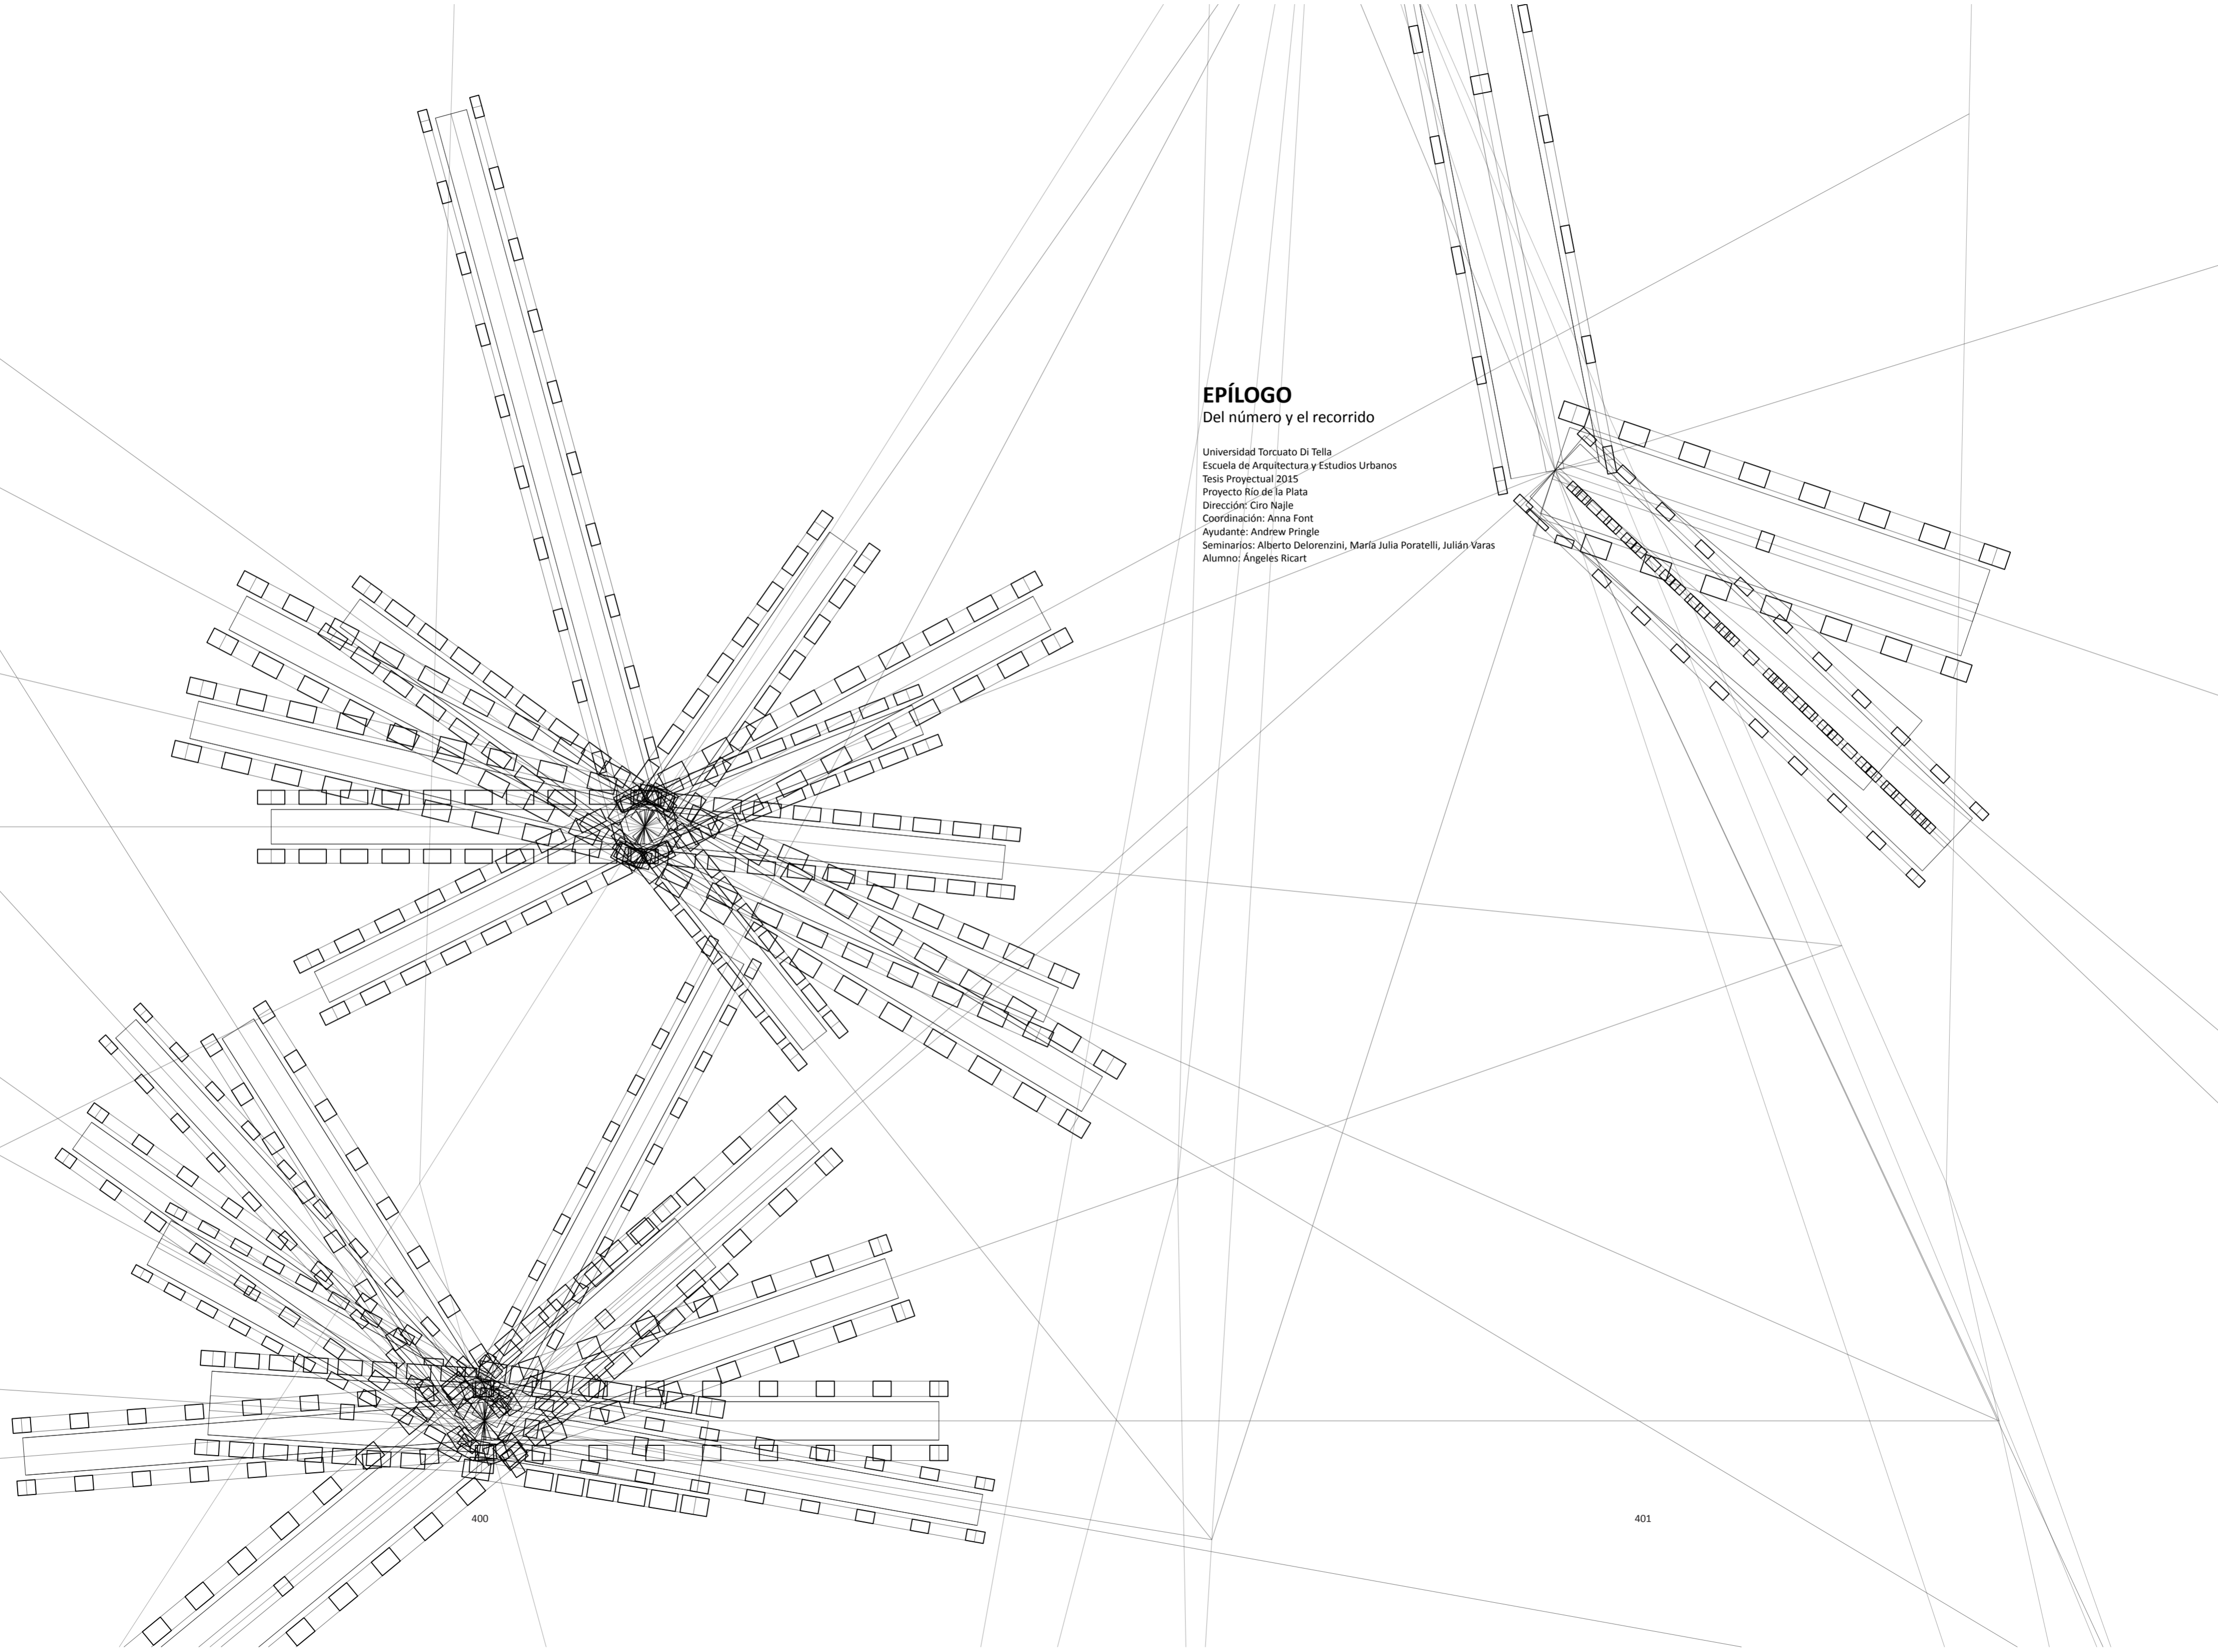 EPÍLOGO
Del número y el recorrido
Universidad Torcuato Di Tella
Escuela de Arquitectura y Estudios Urbanos
Tesis Proyectual 2015
Proyecto Río de la Plata
Dirección: Ciro Najle
Coordinación: Anna Font
Ayudante: Andrew Pringle
Seminarios: Alberto Delorenzini, María Julia Poratelli, Julián Varas
Alumno: Ángeles Ricart
400
401